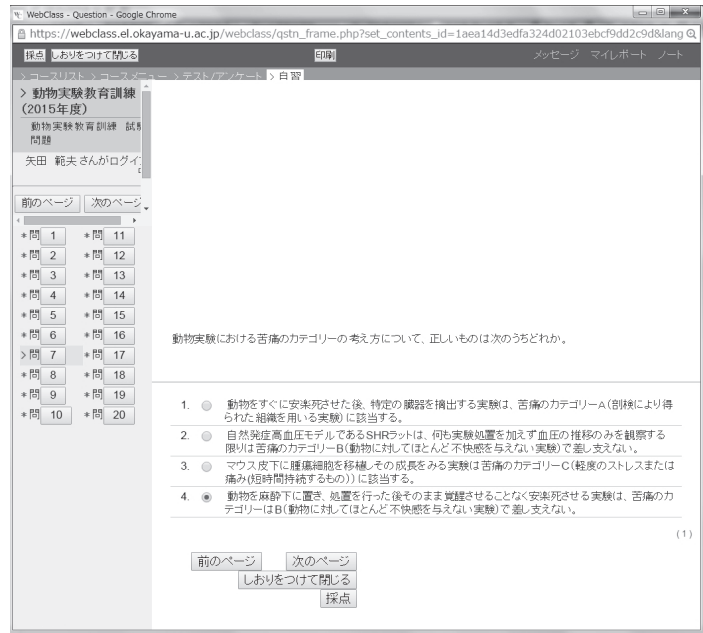 WebClass - Question - Google Chrome
https://webclass.el.okayama-u.ac.jp/webclass/qstn_frame.php?set_contents_id=1aea14d3edfa324d02103ebcf9dd2c9d&lang
採点 しおりをつけて閉じる 印刷 メッセージ マイレポート ノート
> コースリスト > コースメニュー > テスト/アンケート > 自習
> 動物実験教育訓練
(2015年度)
動物実験教育訓練 試験
問題
矢田 範夫さんがログイン
中
前のページ 次のページ
*問 1 *問 11
*問 2 *問 12
*問 3 *問 13
*問 4 *問 14
*問 5 *問 15
*問 6 *問 16
>問 7 *問 17
*問 8 *問 18
*問 9 *問 19
*問 10 *問 20
動物実験における苦痛のカテゴリーの考え方について、正しいものは次のうちどれか。
1. 動物をすぐに安楽死させた後、特定の臓器を摘出する実験は、苦痛のカテゴリーA(剖検により得
られた組織を用いる実験)に該当する。
2. 自然発症高血圧モデルであるSHRラットは、何も実験処置を加えず血圧の推移のみを観察する
限りは苦痛のカテゴリーB(動物に対してほとんど不快感を与えない実験)で差し支えない。
3. マウス皮下に腫瘍細胞を移植しその成長をみる実験は苦痛のカテゴリーC(軽度のストレスまたは
痛み(短時間持続するもの))に該当する。
4. 動物を麻酔下に置き、処置を行った後そのまま覚醒させることなく安楽死させる実験は、苦痛のカ
テゴリーはB(動物に対してほとんど不快感を与えない実験)で差し支えない。
(1)
前のページ 次のページ
しおりをつけて閉じる
採点